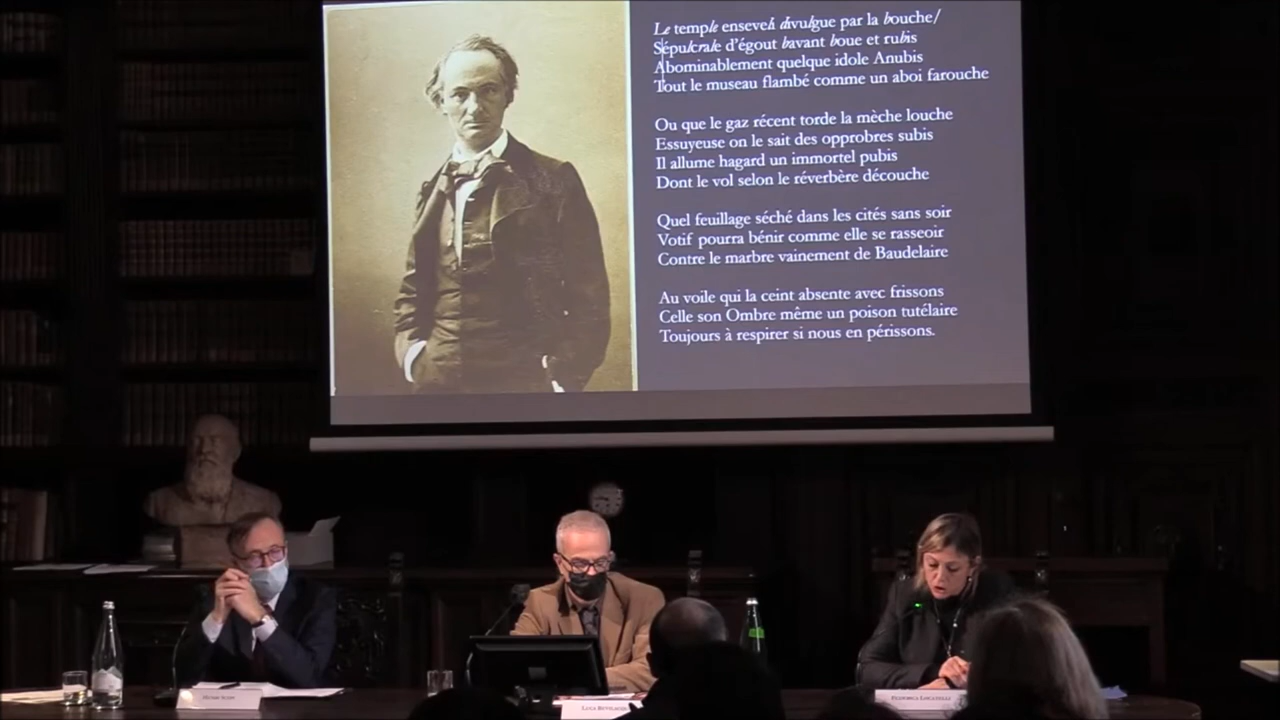 Le temple enseveli divulgue par la bouche/
Sépulcrale d'égout bavant boue et rubis
Abominablement quelque idole Anubis
Tout le museau flambé comme un aboi farouche
Ou que le gaz récent torde la mèche louche
Essuyeuse on le sait des opprobres subis
Il allume hagard un immortel pubis
Dont le vol selon le réverbère découche
Quel feuillage séché dans les cités sans soir
Votif pourra bénir comme elle se rasseoir
Contre le marbre vainement de Baudelaire
Au voile qui la ceint absente avec frissons
Celle son Ombre même un poison tutélaire
Toujours à respirer si nous en périssons.
LUCA BEVILACQUA
FEDERICA LOCATELLI